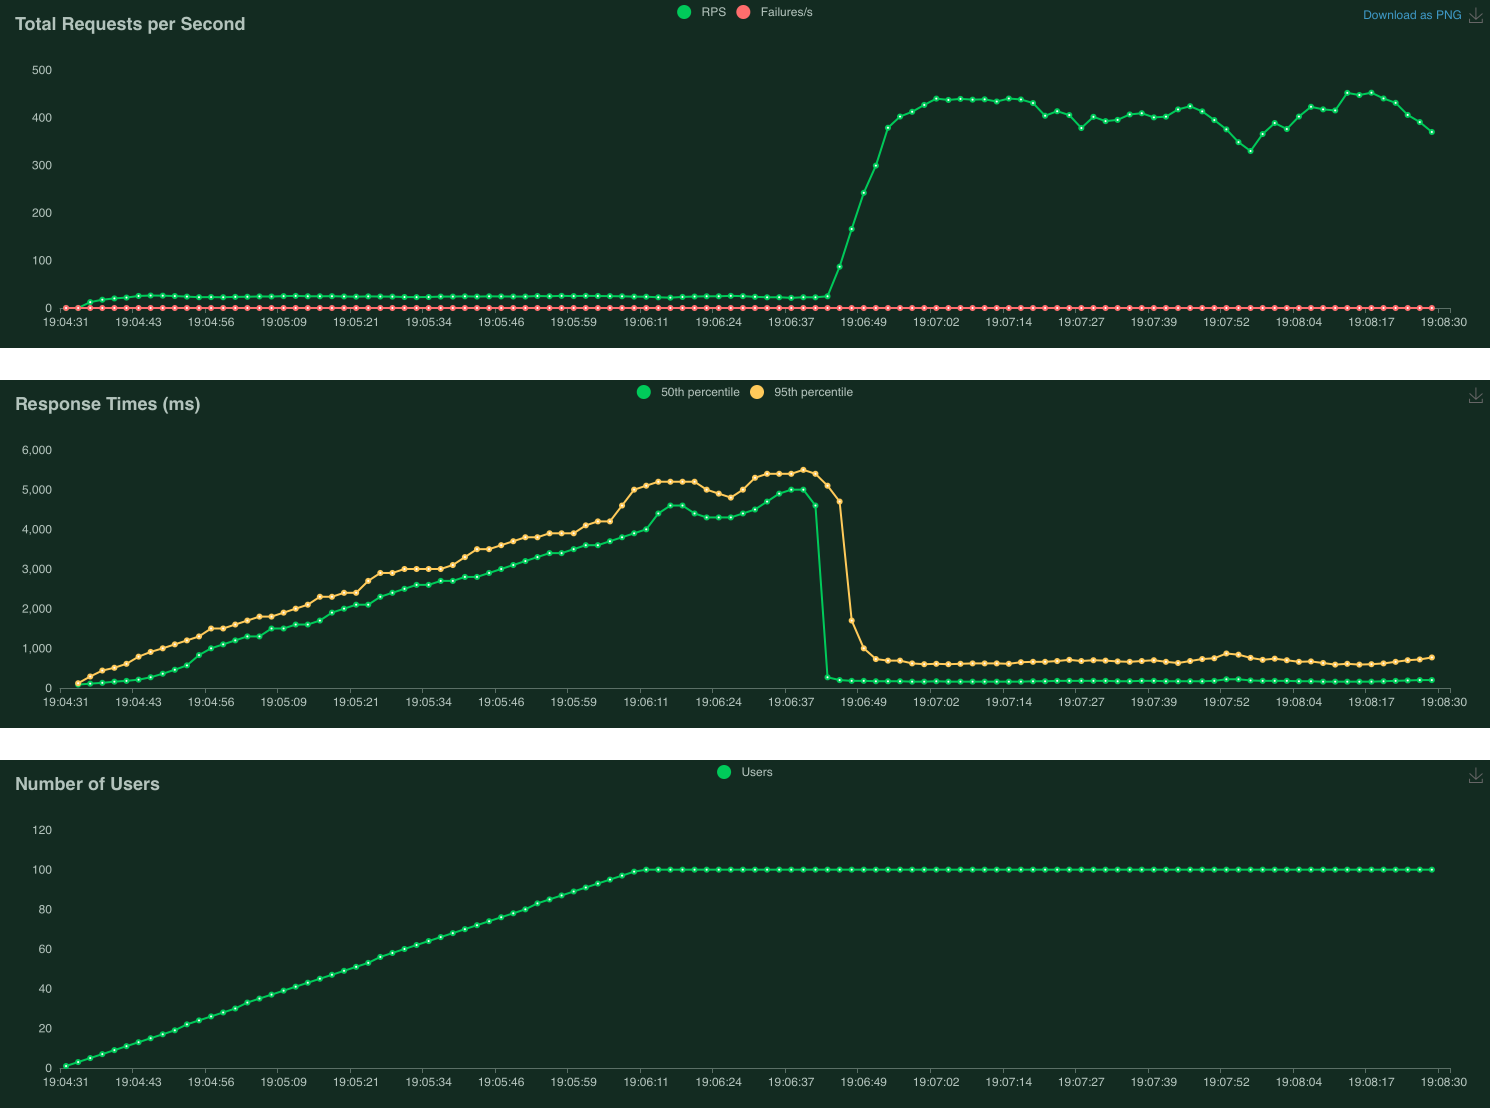 RPS Failures/s
Total Requests per Second
Download as PNG
500
400
300
200
100
0
19:04:31 19:04:43 19:04:56 19:05:09 19:05:21 19:05:34 19:05:46 19:05:59 19:06:11 19:06:24 19:06:37 19:06:49 19:07:02 19:07:14 19:07:27 19:07:39 19:07:52 19:08:04 19:08:17 19:08:30
50th percentile 95th percentile
Response Times (ms)
6,000
5,000
4,000
3,000
2,000
1,000
0
19:04:31 19:04:43 19:04:56 19:05:09 19:05:21 19:05:34 19:05:46 19:05:59 19:06:11 19:06:24 19:06:37 19:06:49 19:07:02 19:07:14 19:07:27 19:07:39 19:07:52 19:08:04 19:08:17 19:08:30
Users
Number of Users
120
100
80
60
40
20
0
19:04:31 19:04:43 19:04:56 19:05:09 19:05:21 19:05:34 19:05:46 19:05:59 19:06:11 19:06:24 19:06:37 19:06:49 19:07:02 19:07:14 19:07:27 19:07:39 19:07:52 19:08:04 19:08:17 19:08:30